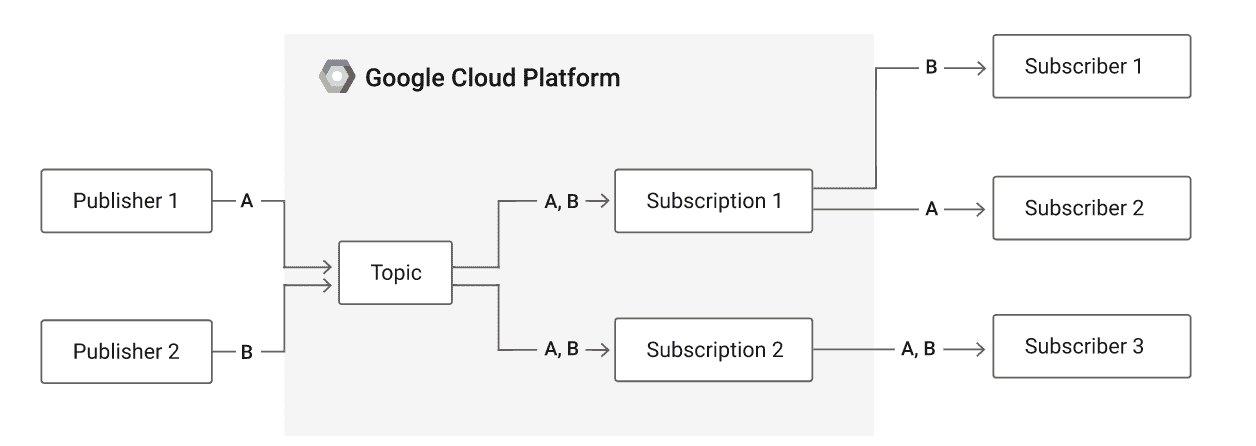 Google Cloud Platform
Publisher 1
A
Publisher 2
B
Topic
A, B
Subscription 1
A, B
Subscription 2
B
Subscriber 1
A
Subscriber 2
A, B
Subscriber 3